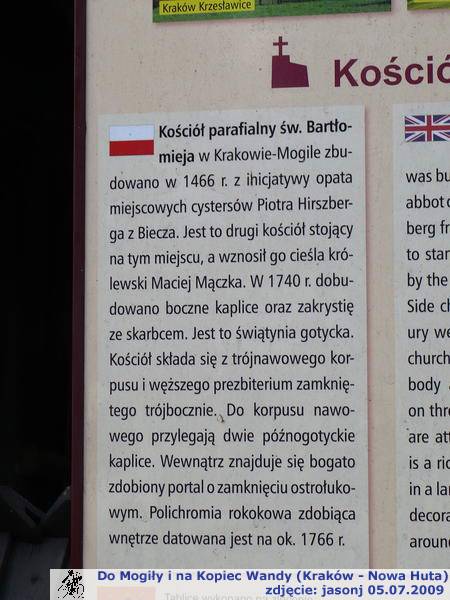 Kraków Krzesławice
Kośció
Kościół parafialny św. Bartło-
mieja w Krakowie-Mogile zbu-
dowano w 1466 r. z ihicjatywy opata
miejscowych cystersów Piotra Hirszber-
ga z Biecza. Jest to drugi kościół stojący
na tym miejscu, a wznosił go cieśla kró-
lewski Maciej Mączka. W 1740 r. dobu-
dowano boczne kaplice oraz zakrystię
ze skarbcem. Jest to świątynia gotycka.
Kościół składa się z trójnawowego kor-
pusu i węższego prezbiterium zamknię-
tego trójbocznie. Do korpusu nawo-
wego przylegają dwie późnogotyckie
kaplice. Wewnątrz znajduje się bogato
zdobiony portal o zamknięciu ostrołuko-
wym. Polichromia rokokowa zdobiąca
wnętrze datowana jest na ok. 1766 r.
was bu
abbot
berg fr
to stan
by the
Side ch
ury we
church
body
on thr
are att
is a ric
in a lar
decora
around
Do Mogiły i na Kopiec Wandy (Kraków - Nowa Huta)
zdjęcie: jasonj 05.07.2009